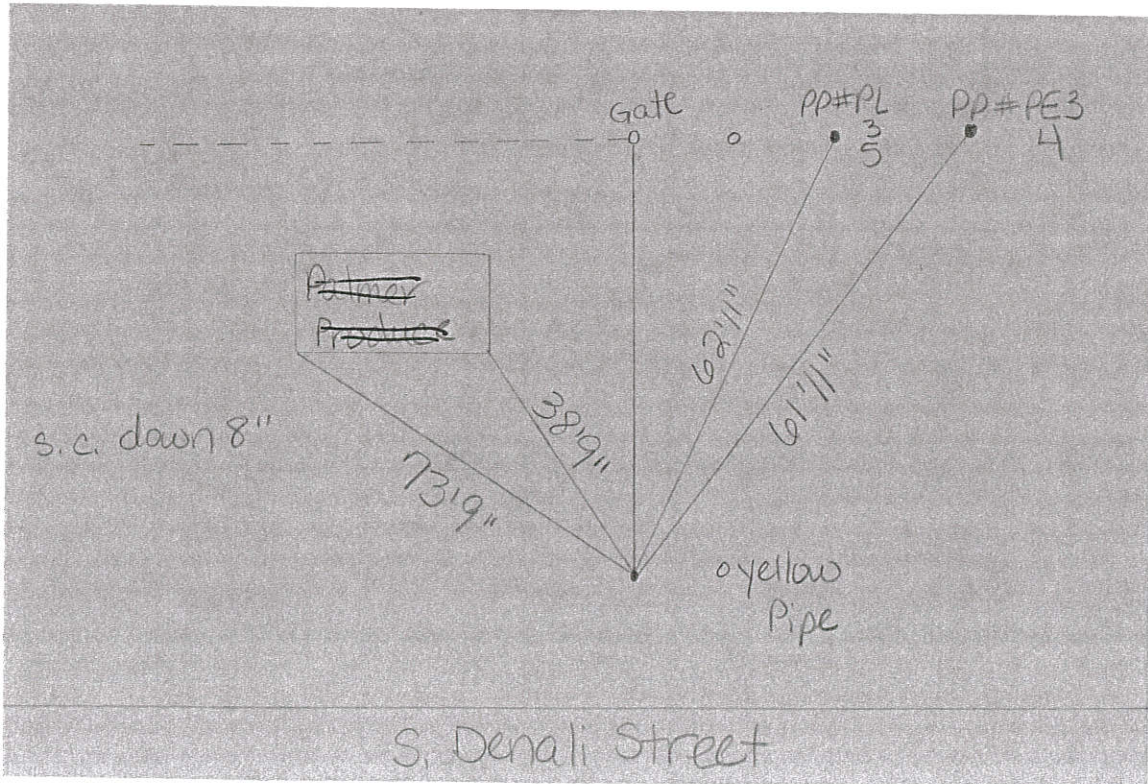 Gate
PP#PL
3
5
PP#PE3
4
Palmer
Produce
62'11"
61'11"
38'9"
73'9"
s.c. down 8"
yellow
Pipe
S. Denali Street